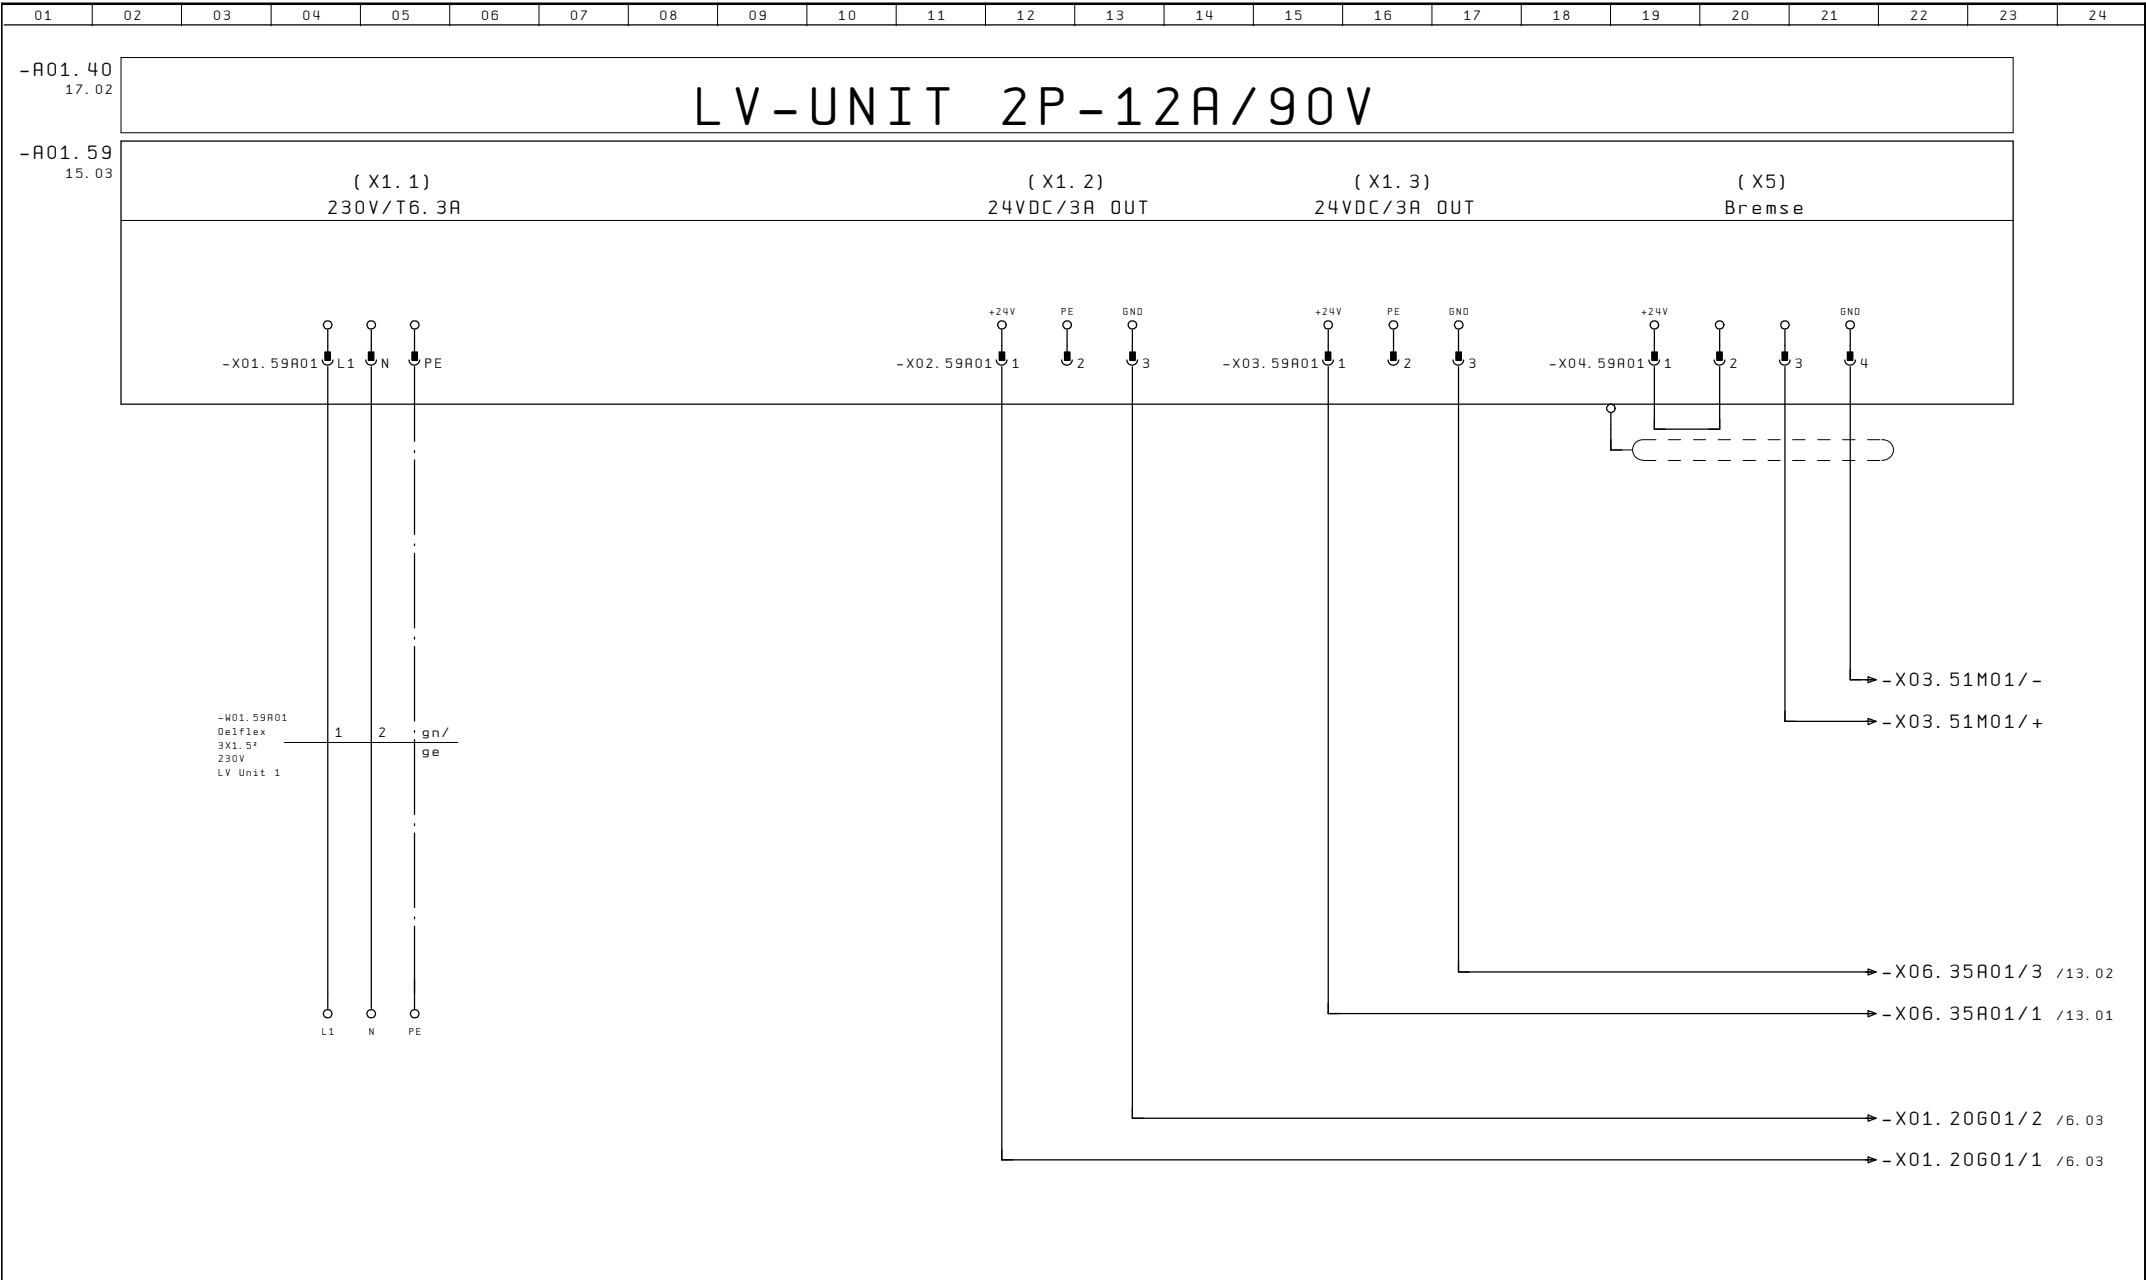 01 02 03 04 05 06 07 08 09 10 11 12 13 14 15 16 17 18 19 20 21 22 23 24
-A01.40
17.02
LV-UNIT 2P-12A/90V
-A01.59
15.03
(X1.1) (X1.2) (X1.3) (X5)
230V/T6.3A 24VDC/3A OUT 24VDC/3A OUT Bremse
+24V PE GND +24V PE GND +24V GND
-X01.59A01 L1 N PE -X02.59A01 1 2 3 -X03.59A01 1 2 3 -X04.59A01 1 2 3 4
-X03.51M01/-
-X03.51M01/+
-W01.59A01
Oelflex
3X1.5²
230V
LV Unit 1
1 2 gn/
ge
-X06.35A01/3 /13.02
-X06.35A01/1 /13.01
L1 N PE
-X01.20G01/2 /6.03
-X01.20G01/1 /6.03